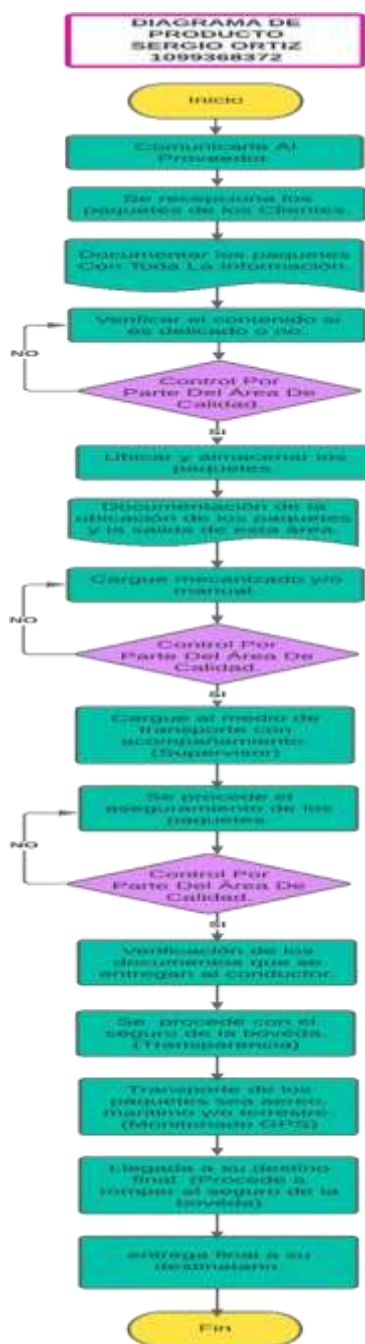 DIAGRAMA DE
PRODUCTO
SERGIO ORTIZ
1099368372
Inicio
Comunicarte Al
Proveedor
Se recepciona los
paquetes de los Clientes.
Documentar los paquetes
Con Toda La Información.
Verificar el contenido si
es delicado o no.
NO
Control Por
Parte Del Área De
Calidad.
SI
Ubicar y almacenar los
paquetes.
Documentación de la
ubicación de los paquetes
y la salida de esta área.
Cargue mecanizado y/o
manual.
NO
Control Por
Parte Del Área De
Calidad.
SI
Cargue al medio de
transporte con
acompañamiento.
(Supervisor)
Se procede el
aseguramiento de los
paquetes.
NO
Control Por
Parte Del Área De
Calidad.
SI
Verificación de los
documentos que se
entregan al conductor.
Se procede con el
seguro de la bovéda.
(Transparencia)
Transporte de los
paquetes sea aereo,
maritimo y/o terrestre.
(Monitoriado GPS)
Llegada a su destino
final. (Procede a
romper al seguro de la
bovéda)
entrega final a su
destinatario.
Fin